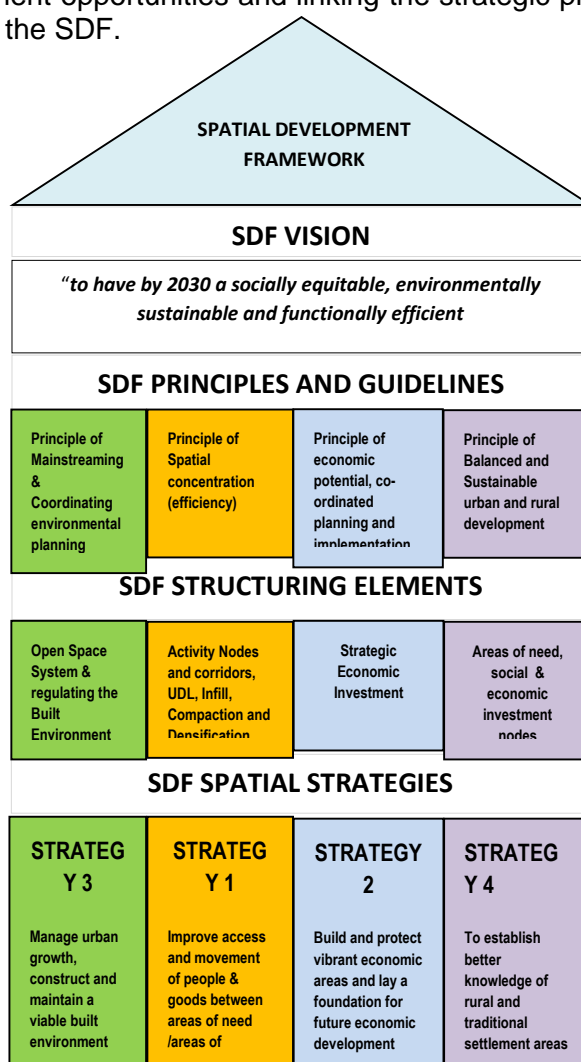 ent opportunities and linking the strategic pl
the SDF.
SPATIAL DEVELOPMENT
FRAMEWORK
SDF VISION
“to have by 2030 a socially equitable, environmentally
sustainable and functionally efficient
SDF PRINCIPLES AND GUIDELINES
Principle of
Mainstreaming
&
Coordinating
environmental
planning
Principle of
Spatial
concentration
(efficiency)
Principle of
economic
potential, co-
ordinated
planning and
implementation
Principle of
Balanced and
Sustainable
urban and rural
development
SDF STRUCTURING ELEMENTS
Open Space
System &
regulating the
Built
Environment
Activity Nodes
and corridors,
UDL, Infill,
Compaction and
Densification
Strategic
Economic
Investment
Areas of need,
social &
economic
investment
nodes
SDF SPATIAL STRATEGIES
STRATEG
Y 3
Manage urban
growth,
construct and
maintain a
viable built
environment
STRATEG
Y 1
Improve access
and movement
of people &
goods between
areas of need
/areas of
STRATEGY
2
Build and protect
vibrant economic
areas and lay a
foundation for
future economic
development
STRATEG
Y 4
To establish
better
knowledge of
rural and
traditional
settlement areas